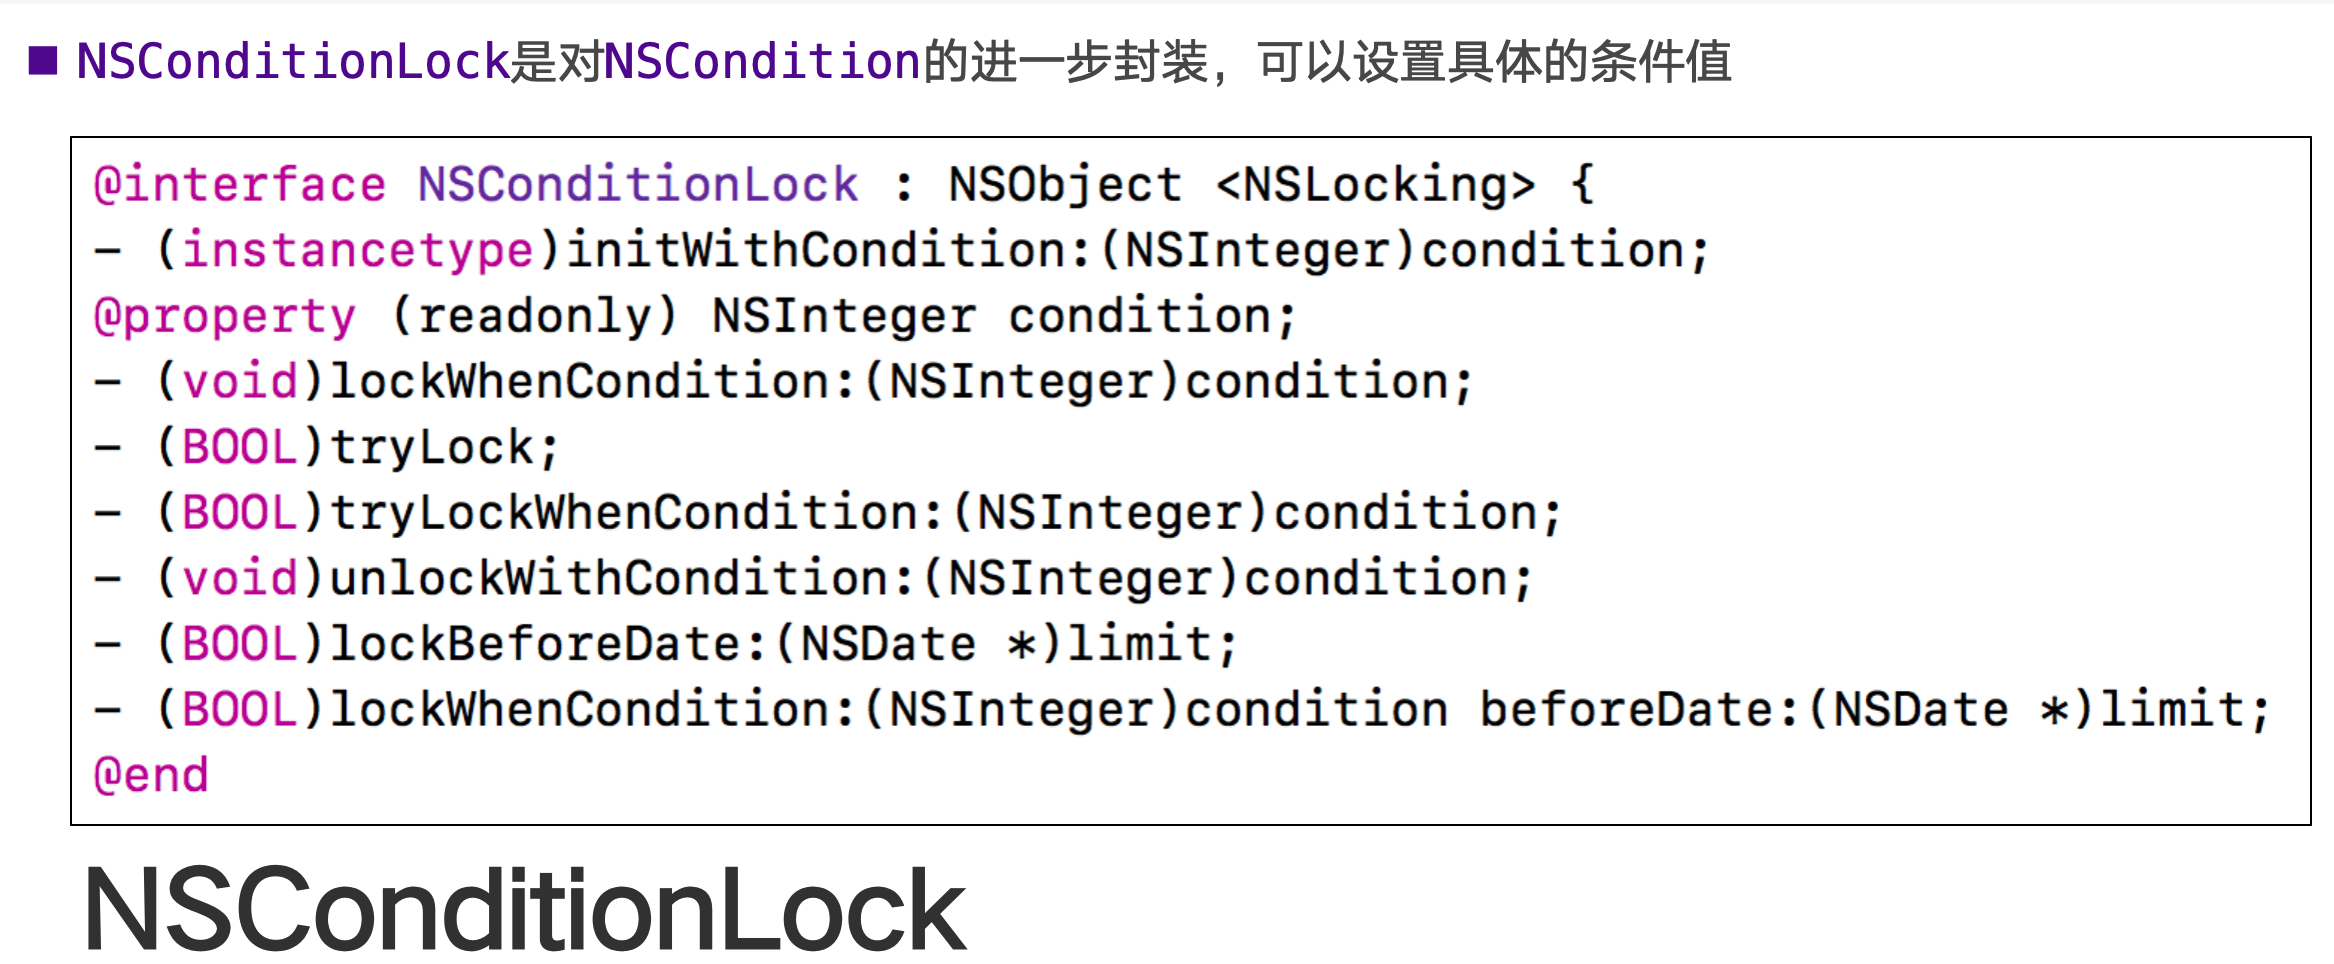 NSConditionLock是对NSCondition的进一步封装，可以设置具体的条件值
@interface NSConditionLock : NSObject <NSLocking> {
- (instancetype)initWithCondition:(NSInteger)condition;
@property (readonly) NSInteger condition;
- (void)lockWhenCondition:(NSInteger)condition;
- (BOOL)tryLock;
- (BOOL)tryLockWhenCondition:(NSInteger)condition;
- (void)unlockWithCondition:(NSInteger)condition;
- (BOOL)lockBeforeDate:(NSDate *)limit;
- (BOOL)lockWhenCondition:(NSInteger)condition beforeDate:(NSDate *)limit;
@end
NSConditionLock